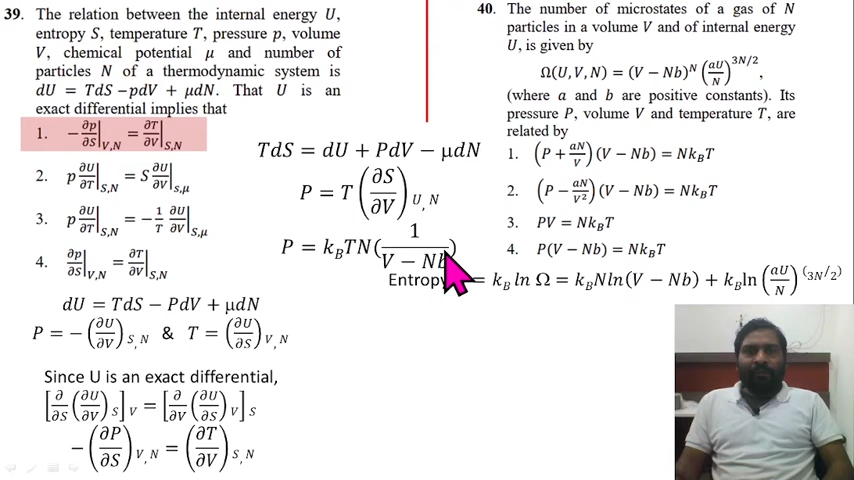 39. The relation between the internal energy U,
entropy S, temperature T, pressure p, volume
V, chemical potential μ and number of
particles N of a thermodynamic system is
dU = TdS − pdV + μdN. That U is an
exact differential implies that
1. −∂p/∂S|V,N = ∂T/∂V|S,N
2. p ∂U/∂T|S,N = S ∂U/∂V|S,μ
3. p ∂U/∂T|S,N = −1/T ∂U/∂V|S,μ
4. ∂p/∂S|V,N = ∂T/∂V|S,N
dU = TdS − PdV + μdN
P = −(∂U/∂V) S,N & T = (∂U/∂S) V,N
Since U is an exact differential,
[∂/∂S (∂U/∂V) S] V = [∂/∂V (∂U/∂S) V] S
−(∂P/∂S) V,N = (∂T/∂V) S,N
TdS = dU + PdV − μdN
P = T (∂S/∂V) U,N
P = kBTN(1/(V − Nb))
40. The number of microstates of a gas of N
particles in a volume V and of internal energy
U, is given by
Ω(U, V, N) = (V − Nb)^N (aU/N)^3N/2,
(where a and b are positive constants). Its
pressure P, volume V and temperature T, are
related by
1. (P + aN/V)(V − Nb) = NkBT
2. (P − aN/V²)(V − Nb) = NkBT
3. PV = NkBT
4. P(V − Nb) = NkBT
Entropy = kB ln Ω = kBNln(V − Nb) + kBln (aU/N)^(3N/2)